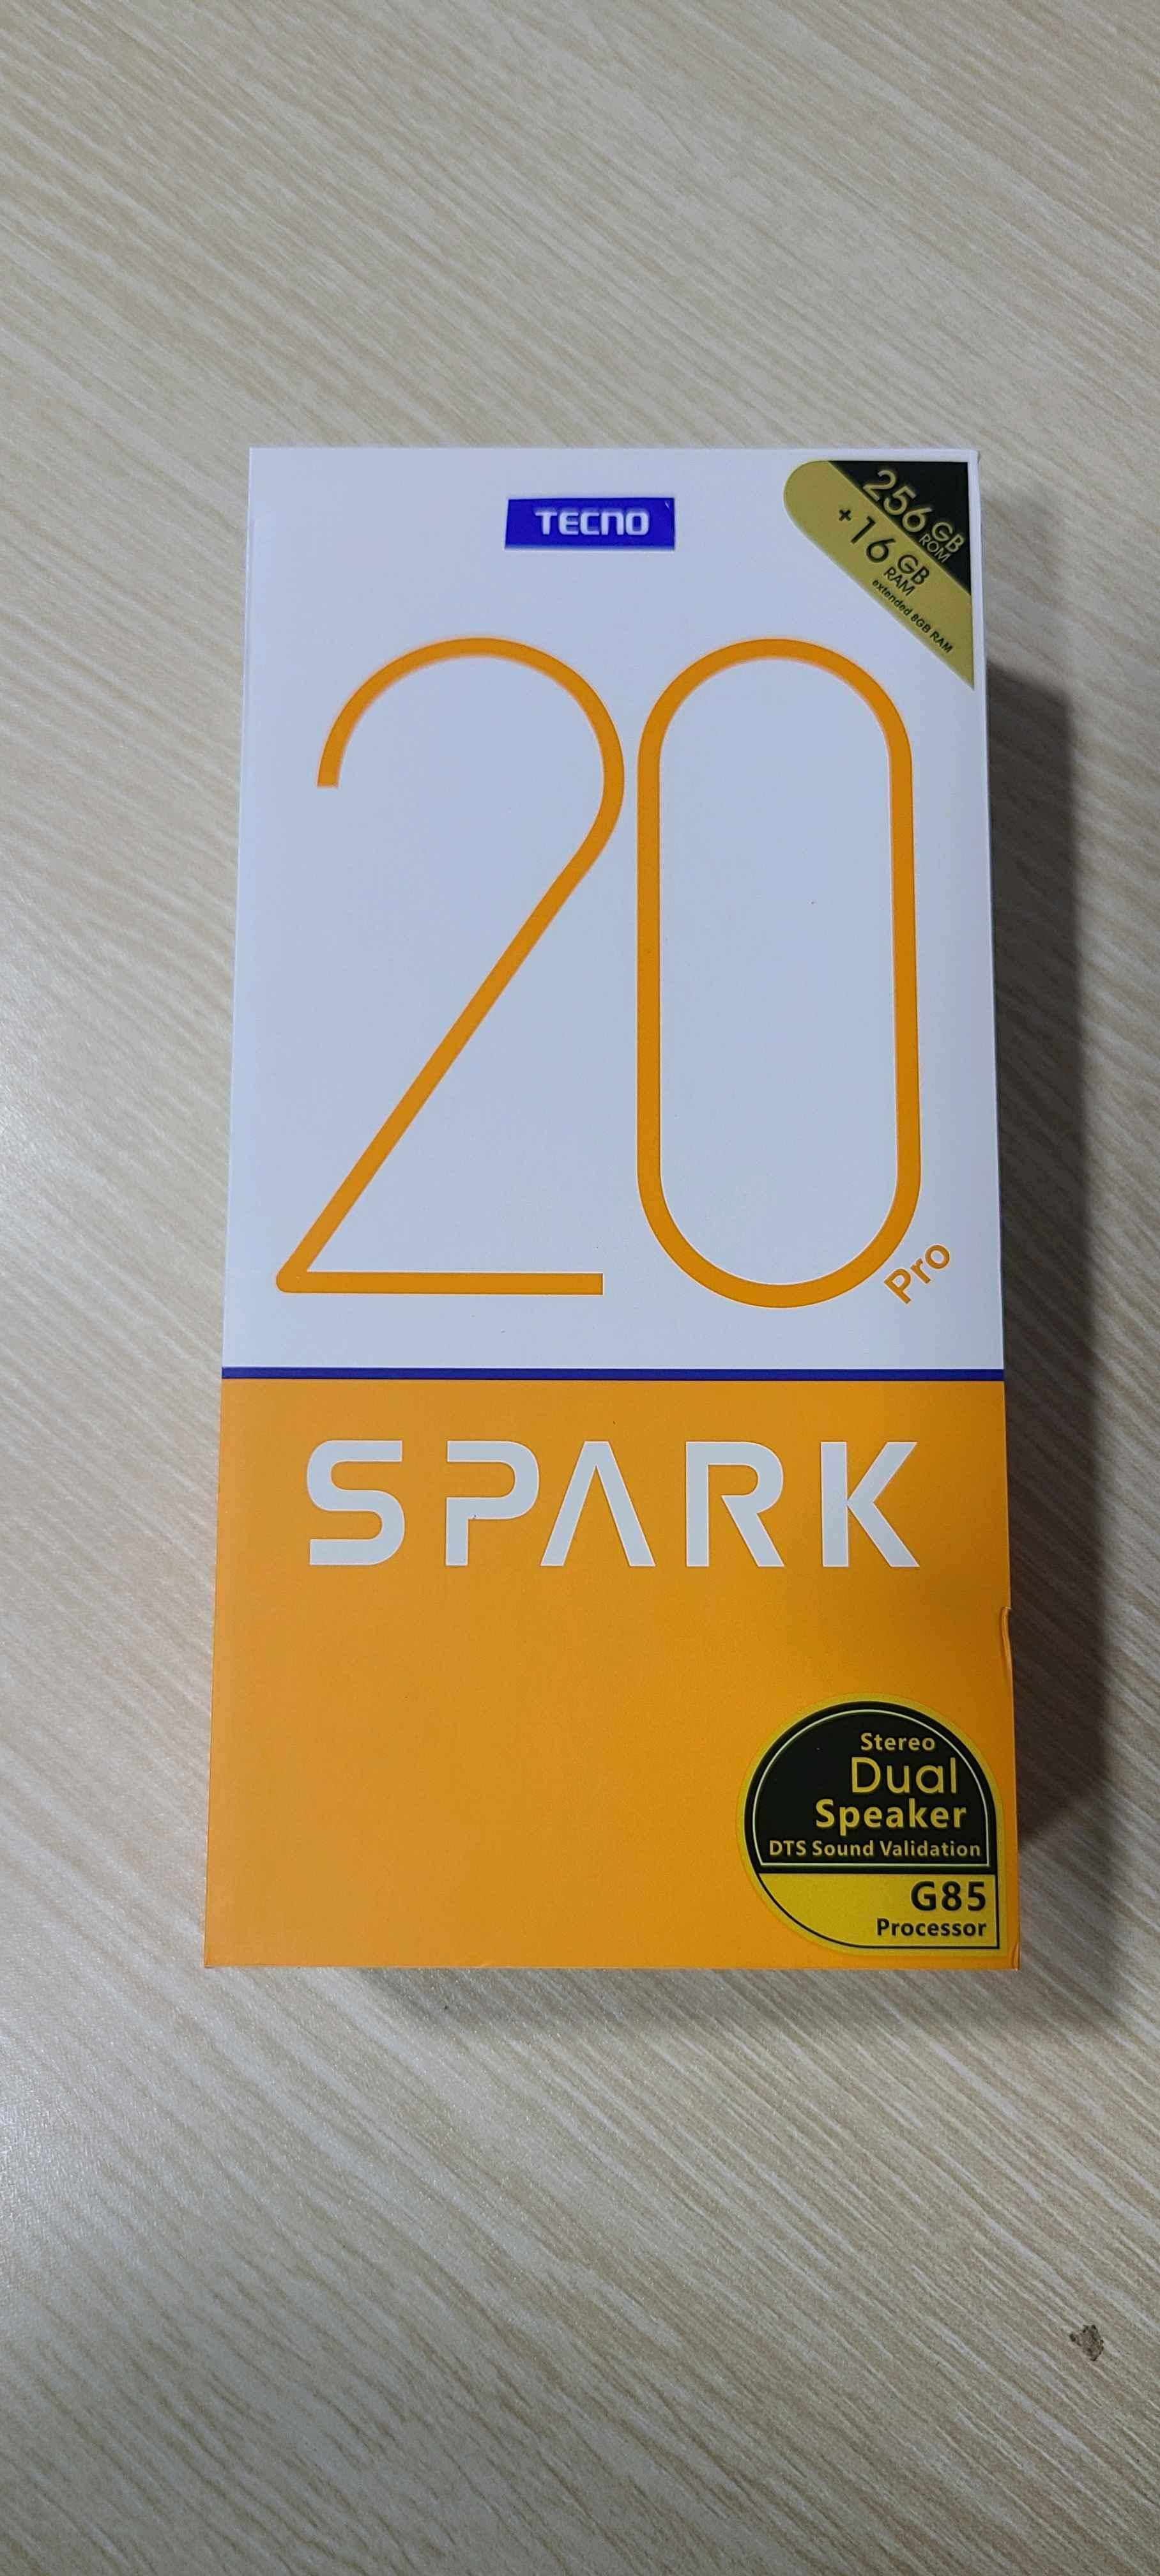 TECNO
256 GB ROM
+16 GB RAM
extended 8GB RAM
20
Pro
SPARK
Stereo
Dual
Speaker
DTS Sound Validation
G85
Processor